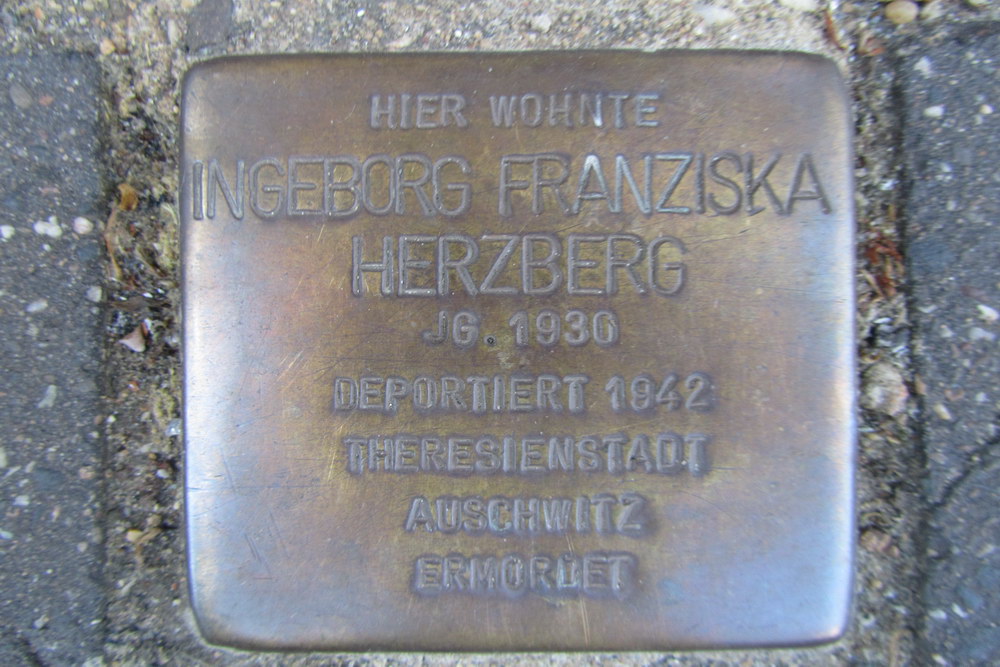 HIER WOHNTE
INGEBORG FRANZISKA
HERZBERG
JG. 1930
DEPORTIERT 1942
THERESIENSTADT
AUSCHWITZ
ERMORDET